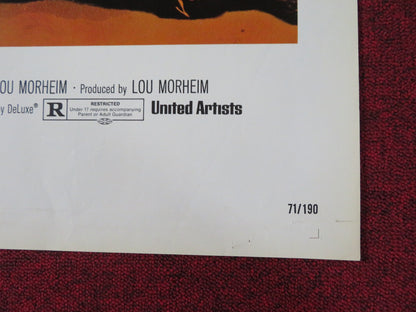 OU MORHEIM · Produced by LOU MORHEIM
by DeLuxe® R RESTRICTED United Artists
Under 17 requires accompanying
Parent or Adult Guardian
71/190